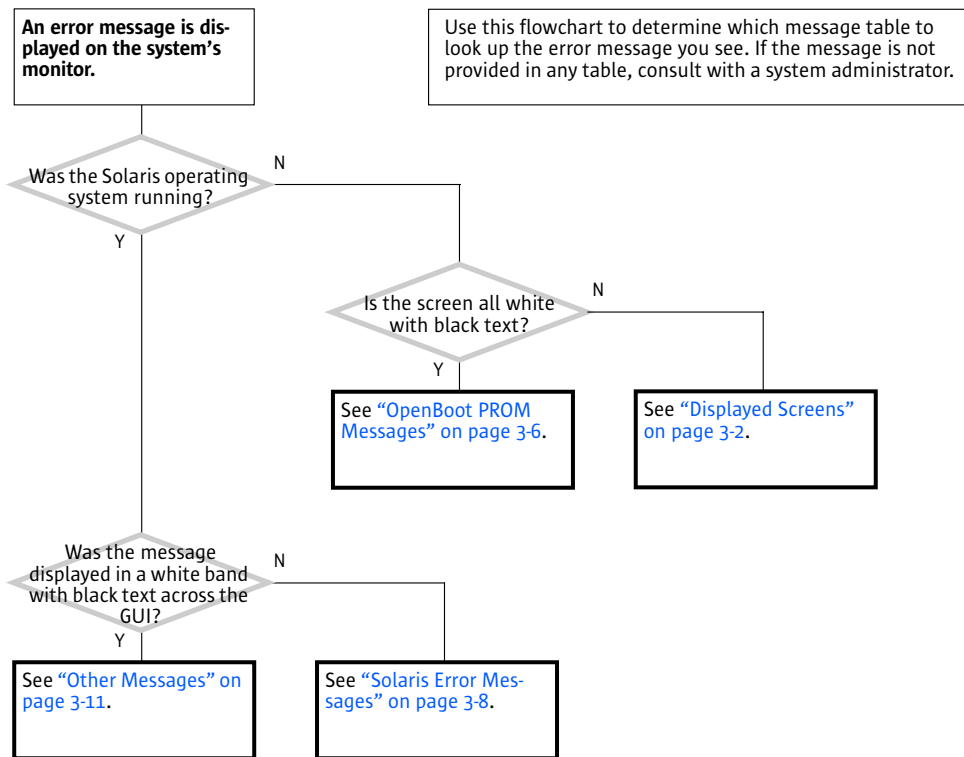 An error message is dis-
played on the system's
monitor.
Use this flowchart to determine which message table to
look up the error message you see. If the message is not
provided in any table, consult with a system administrator.
Was the Solaris operating
system running?
N
Y
Is the screen all white
with black text?
N
Y
See “OpenBoot PROM
Messages” on page 3-6.
See “Displayed Screens”
on page 3-2.
Was the message
displayed in a white band
with black text across the
GUI?
N
Y
See “Other Messages” on
page 3-11.
See “Solaris Error Mes-
sages” on page 3-8.